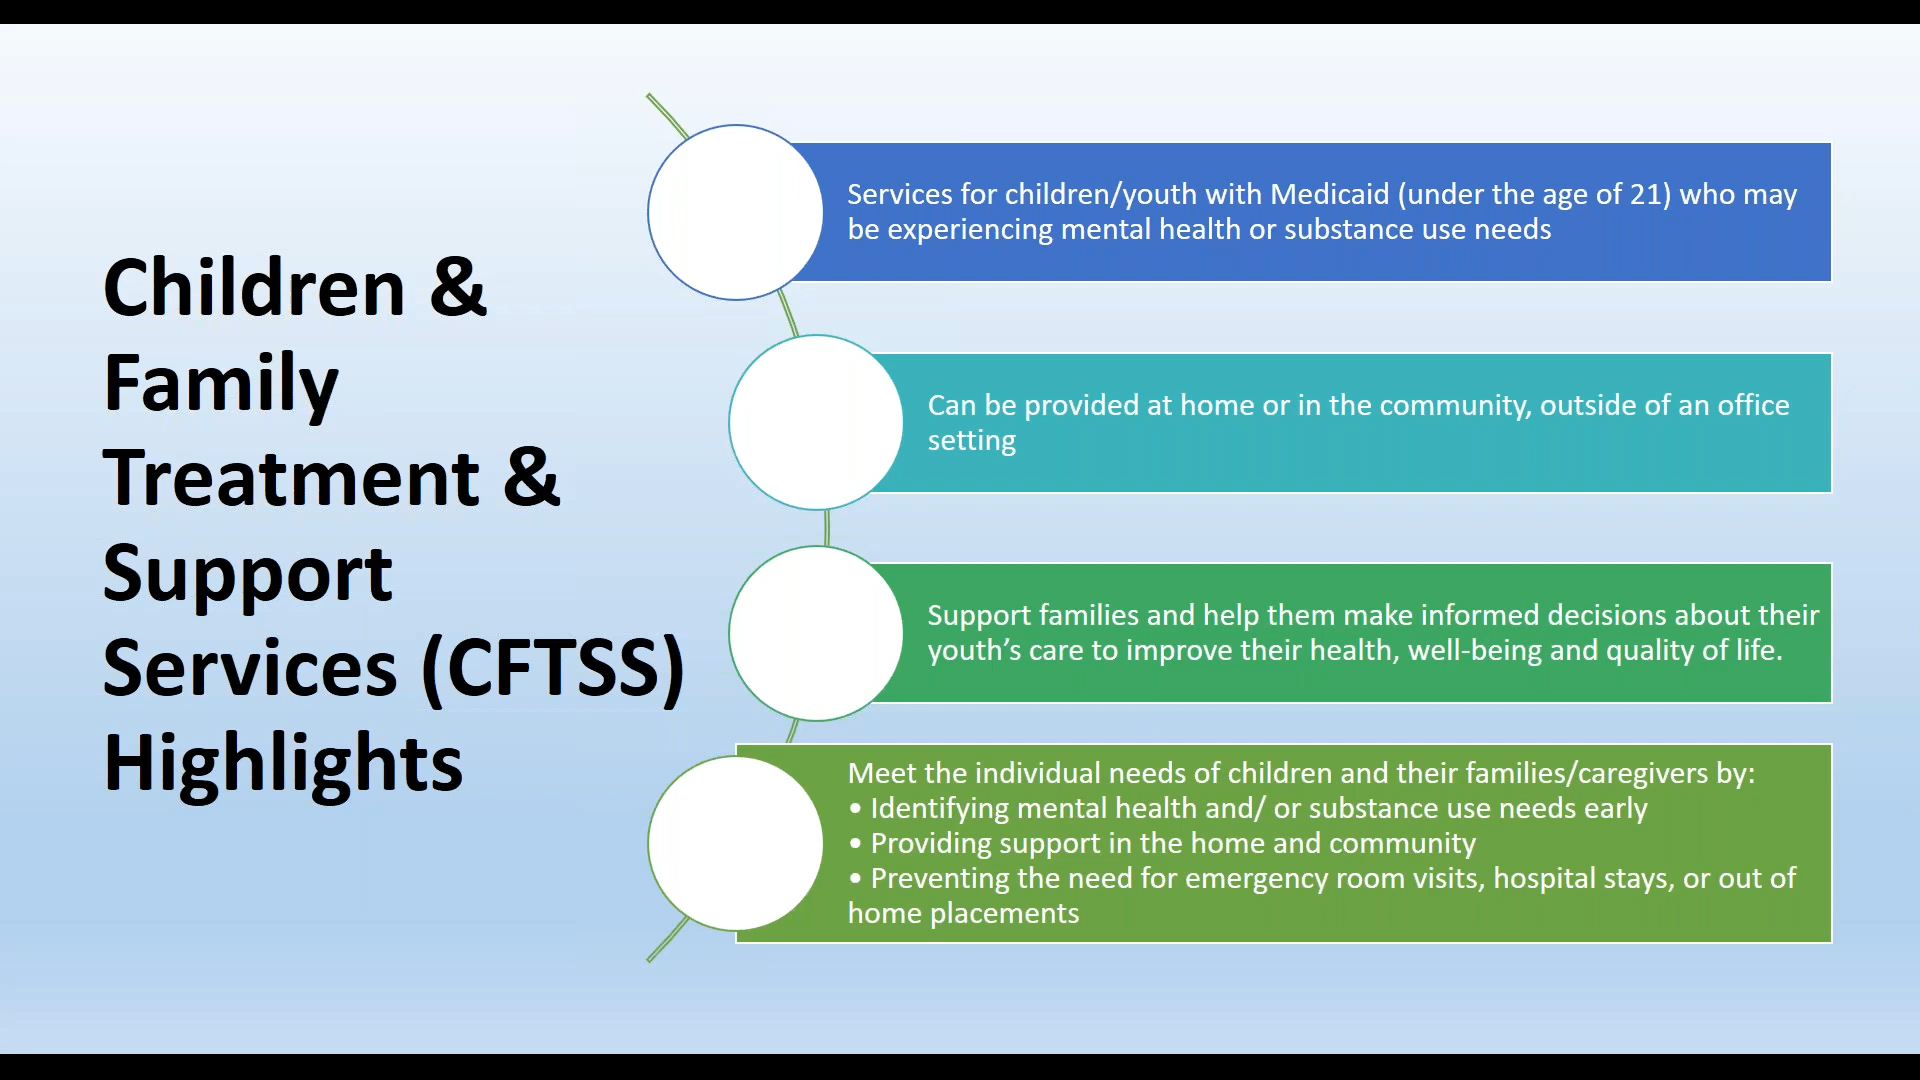 Children &
Family
Treatment &
Support
Services (CFTSS)
Highlights
Services for children/youth with Medicaid (under the age of 21) who may
be experiencing mental health or substance use needs
Can be provided at home or in the community, outside of an office
setting
Support families and help them make informed decisions about their
youth’s care to improve their health, well-being and quality of life.
Meet the individual needs of children and their families/caregivers by:
• Identifying mental health and/ or substance use needs early
• Providing support in the home and community
• Preventing the need for emergency room visits, hospital stays, or out of
home placements